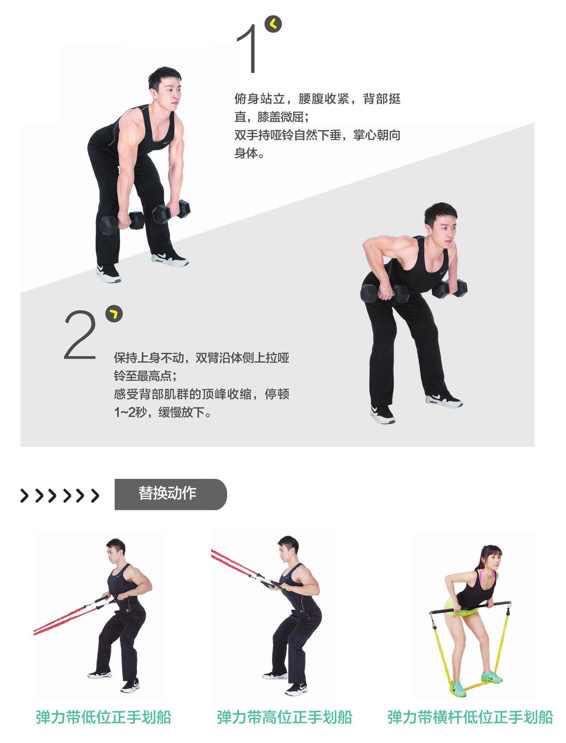 1
俯身站立，腰腹收紧，背部挺
直，膝盖微屈；
双手持哑铃自然下垂，掌心朝向
身体。
2
保持上身不动，双臂沿体侧上拉哑
铃至最高点；
感受背部肌群的顶峰收缩，停顿
1~2秒，缓慢放下。
替换动作
弹力带低位正手划船
弹力带高位正手划船
弹力带横杆低位正手划船